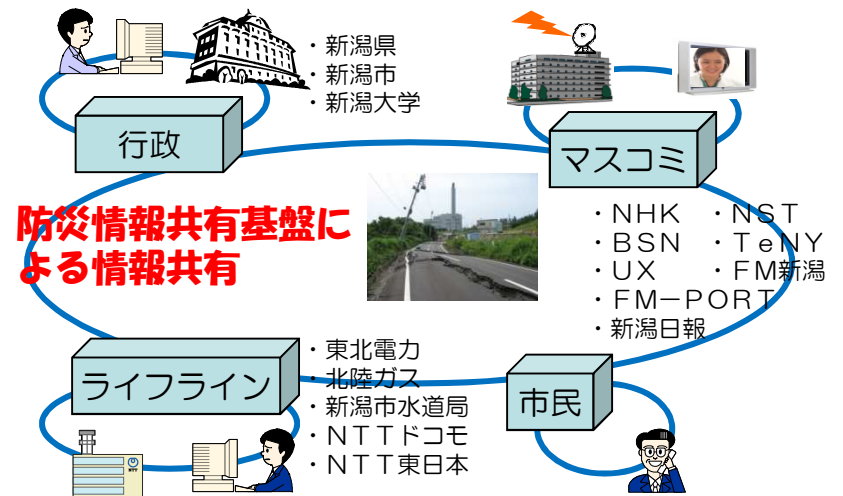 ・新潟県
・新潟市
・新潟大学
行政
マスコミ
防災情報共有基盤に
よる情報共有
・ＮＨＫ ・ＮＳＴ
・ＢＳＮ ・ＴｅＮＹ
・ＵＸ ・ＦＭ新潟
・ＦＭ－ＰＯＲＴ
・新潟日報
ライフライン
・東北電力
・北陸ガス
・新潟市水道局
・ＮＴＴドコモ
・ＮＴＴ東日本
市民
NTT